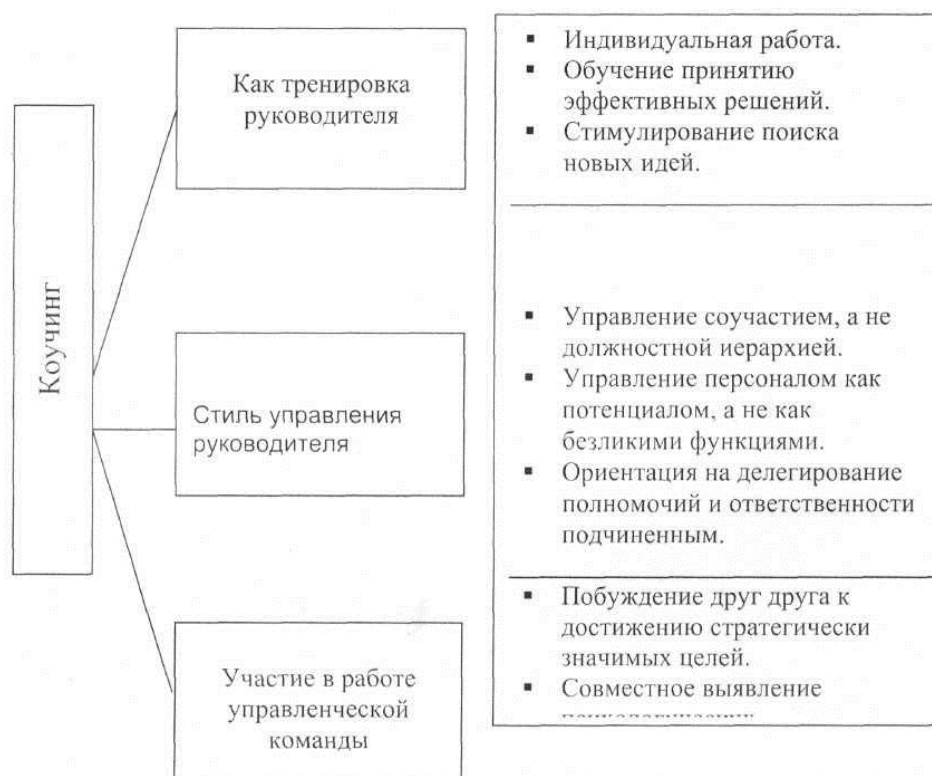 Коучинг
Как тренировка
руководителя
▪ Индивидуальная работа.
▪ Обучение принятию
эффективных решений.
▪ Стимулирование поиска
новых идей.
Стиль управления
руководителя
▪ Управление соучастием, а не
должностной иерархией.
▪ Управление персоналом как
потенциалом, а не как
безликими функциями.
▪ Ориентация на делегирование
полномочий и ответственности
подчиненным.
Участие в работе
управленческой
команды
▪ Побуждение друг друга к
достижению стратегически
значимых целей.
▪ Совместное выявление